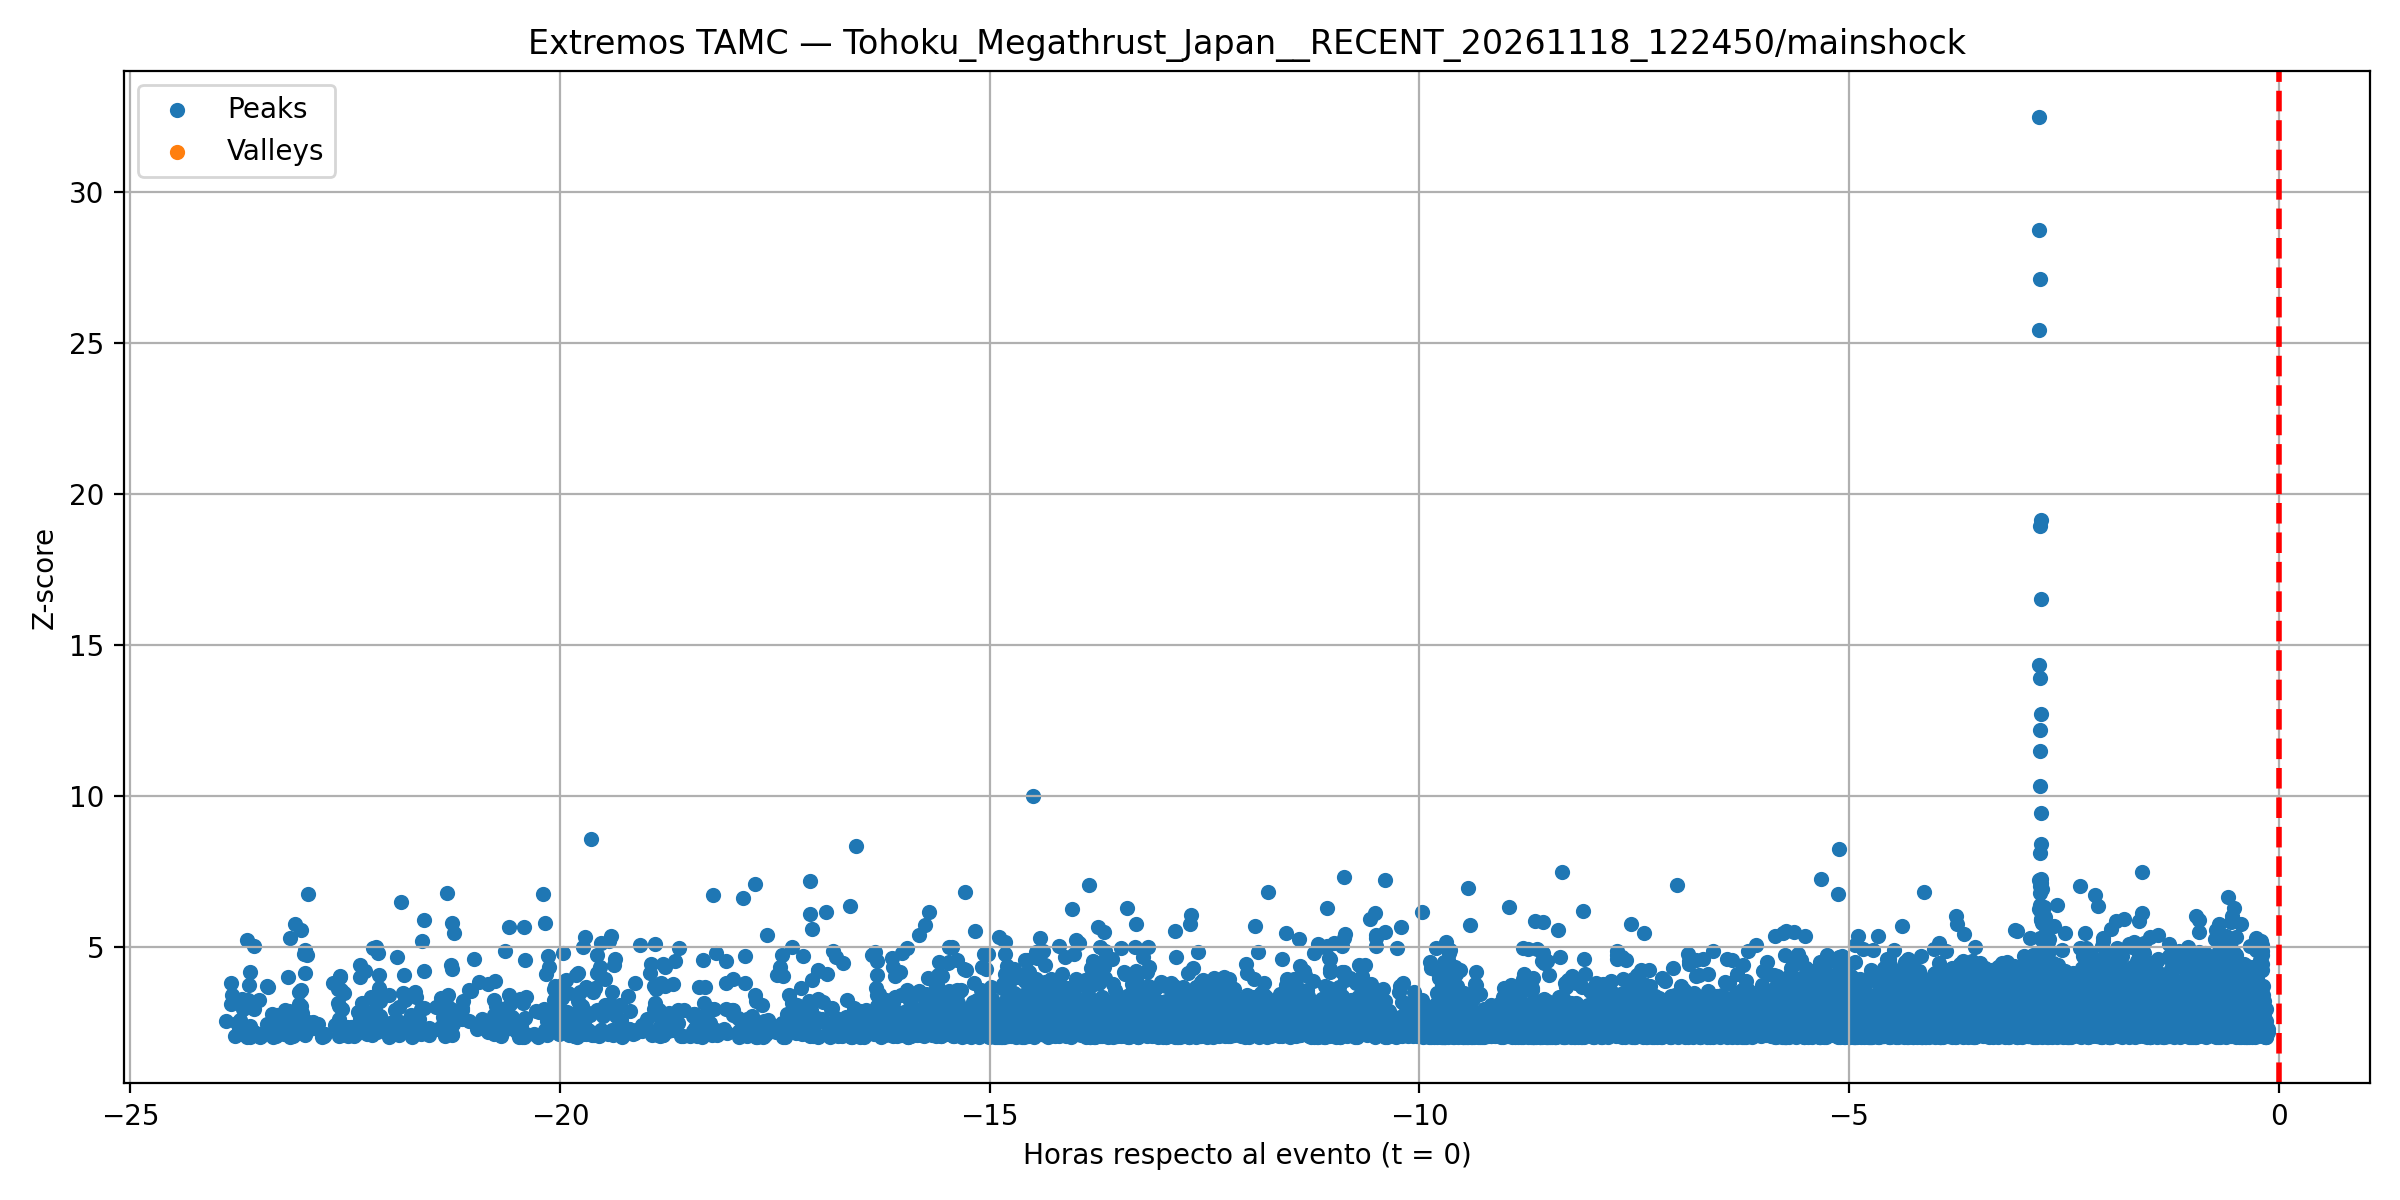 Extremos TAMC — Tohoku_Megathrust_Japan__RECENT_20261118_122450/mainshock
Peaks
Valleys
Z-score
30
25
20
15
10
5
−25
−20
−15
−10
−5
0
Horas respecto al evento (t = 0)